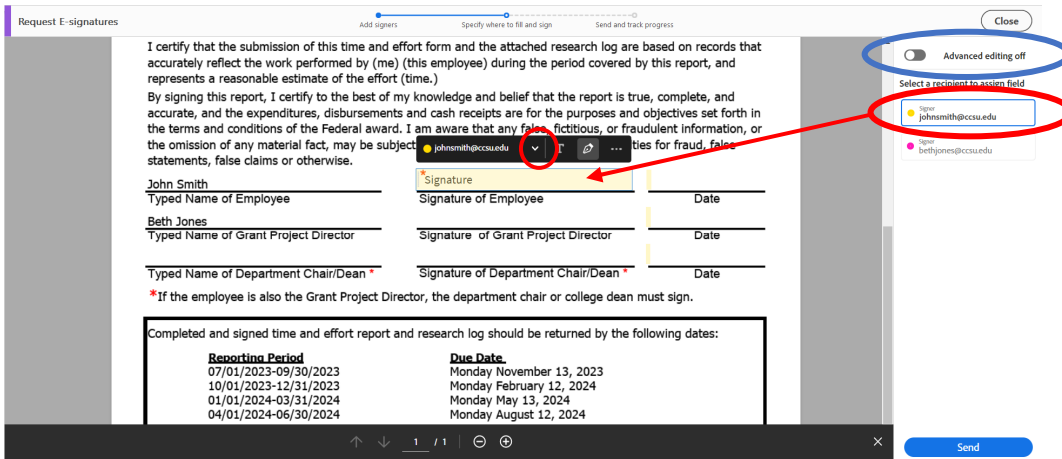 Request E-signatures
Add signers
Specify where to fill and sign
Send and track progress
Close
I certify that the submission of this time and effort form and the attached research log are based on records that
accurately reflect the work performed by (me) (this employee) during the period covered by this report, and
represents a reasonable estimate of the effort (time.)
By signing this report, I certify to the best of my knowledge and belief that the report is true, complete, and
accurate, and the expenditures, disbursements and cash receipts are for the purposes and objectives set forth in
the terms and conditions of the Federal award. I am aware that any false, fictitious, or fraudulent information, or
the omission of any material fact, may be subject ties for fraud, false
statements, false claims or otherwise.
johnsmith@ccsu.edu T ...
*Signature
John Smith
Typed Name of Employee Signature of Employee Date
Beth Jones
Typed Name of Grant Project Director Signature of Grant Project Director Date
Typed Name of Department Chair/Dean * Signature of Department Chair/Dean * Date
*If the employee is also the Grant Project Director, the department chair or college dean must sign.
Completed and signed time and effort report and research log should be returned by the following dates:
Reporting Period Due Date
07/01/2023-09/30/2023 Monday November 13, 2023
10/01/2023-12/31/2023 Monday February 12, 2024
01/01/2024-03/31/2024 Monday May 13, 2024
04/01/2024-06/30/2024 Monday August 12, 2024
1 / 1
Advanced editing off
Select a recipient to assign field
Signer
johnsmith@ccsu.edu
Signer
bethjones@ccsu.edu
Send